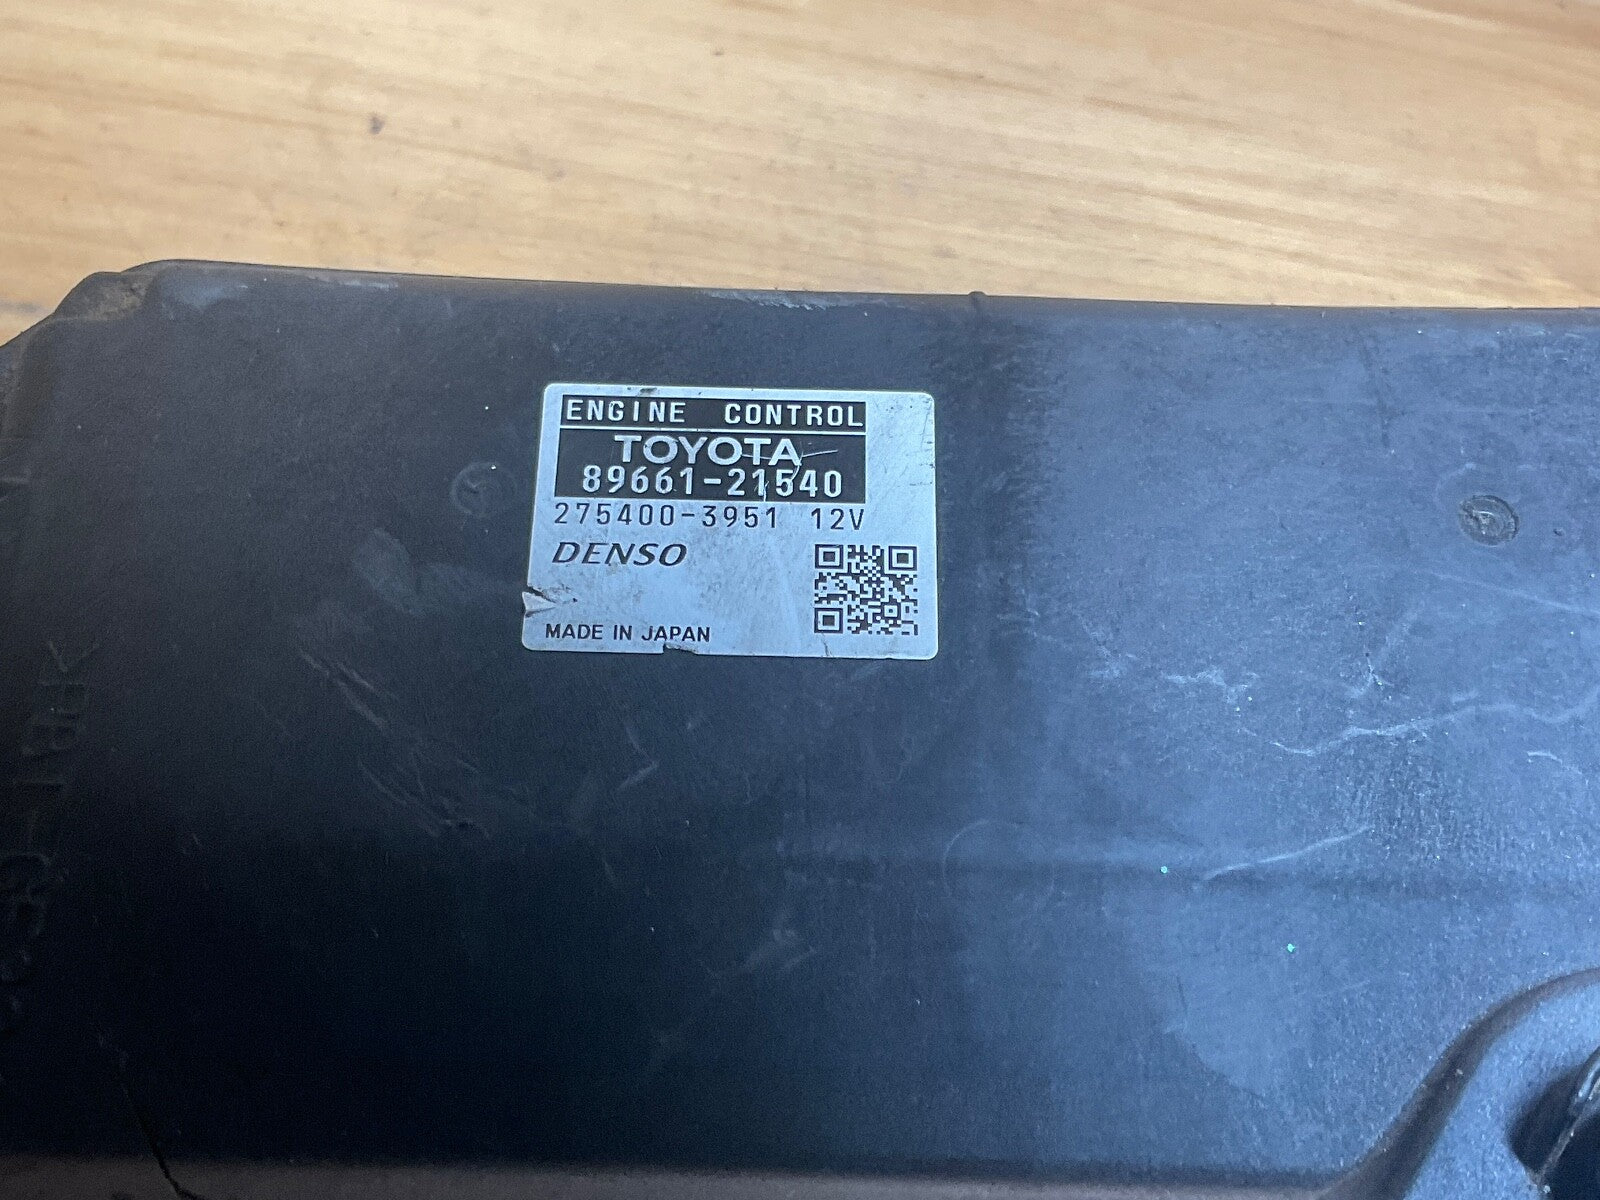 ENGINE CONTROL
TOYOTA
89661-21540
275400-3951 12V
DENSO
MADE IN JAPAN